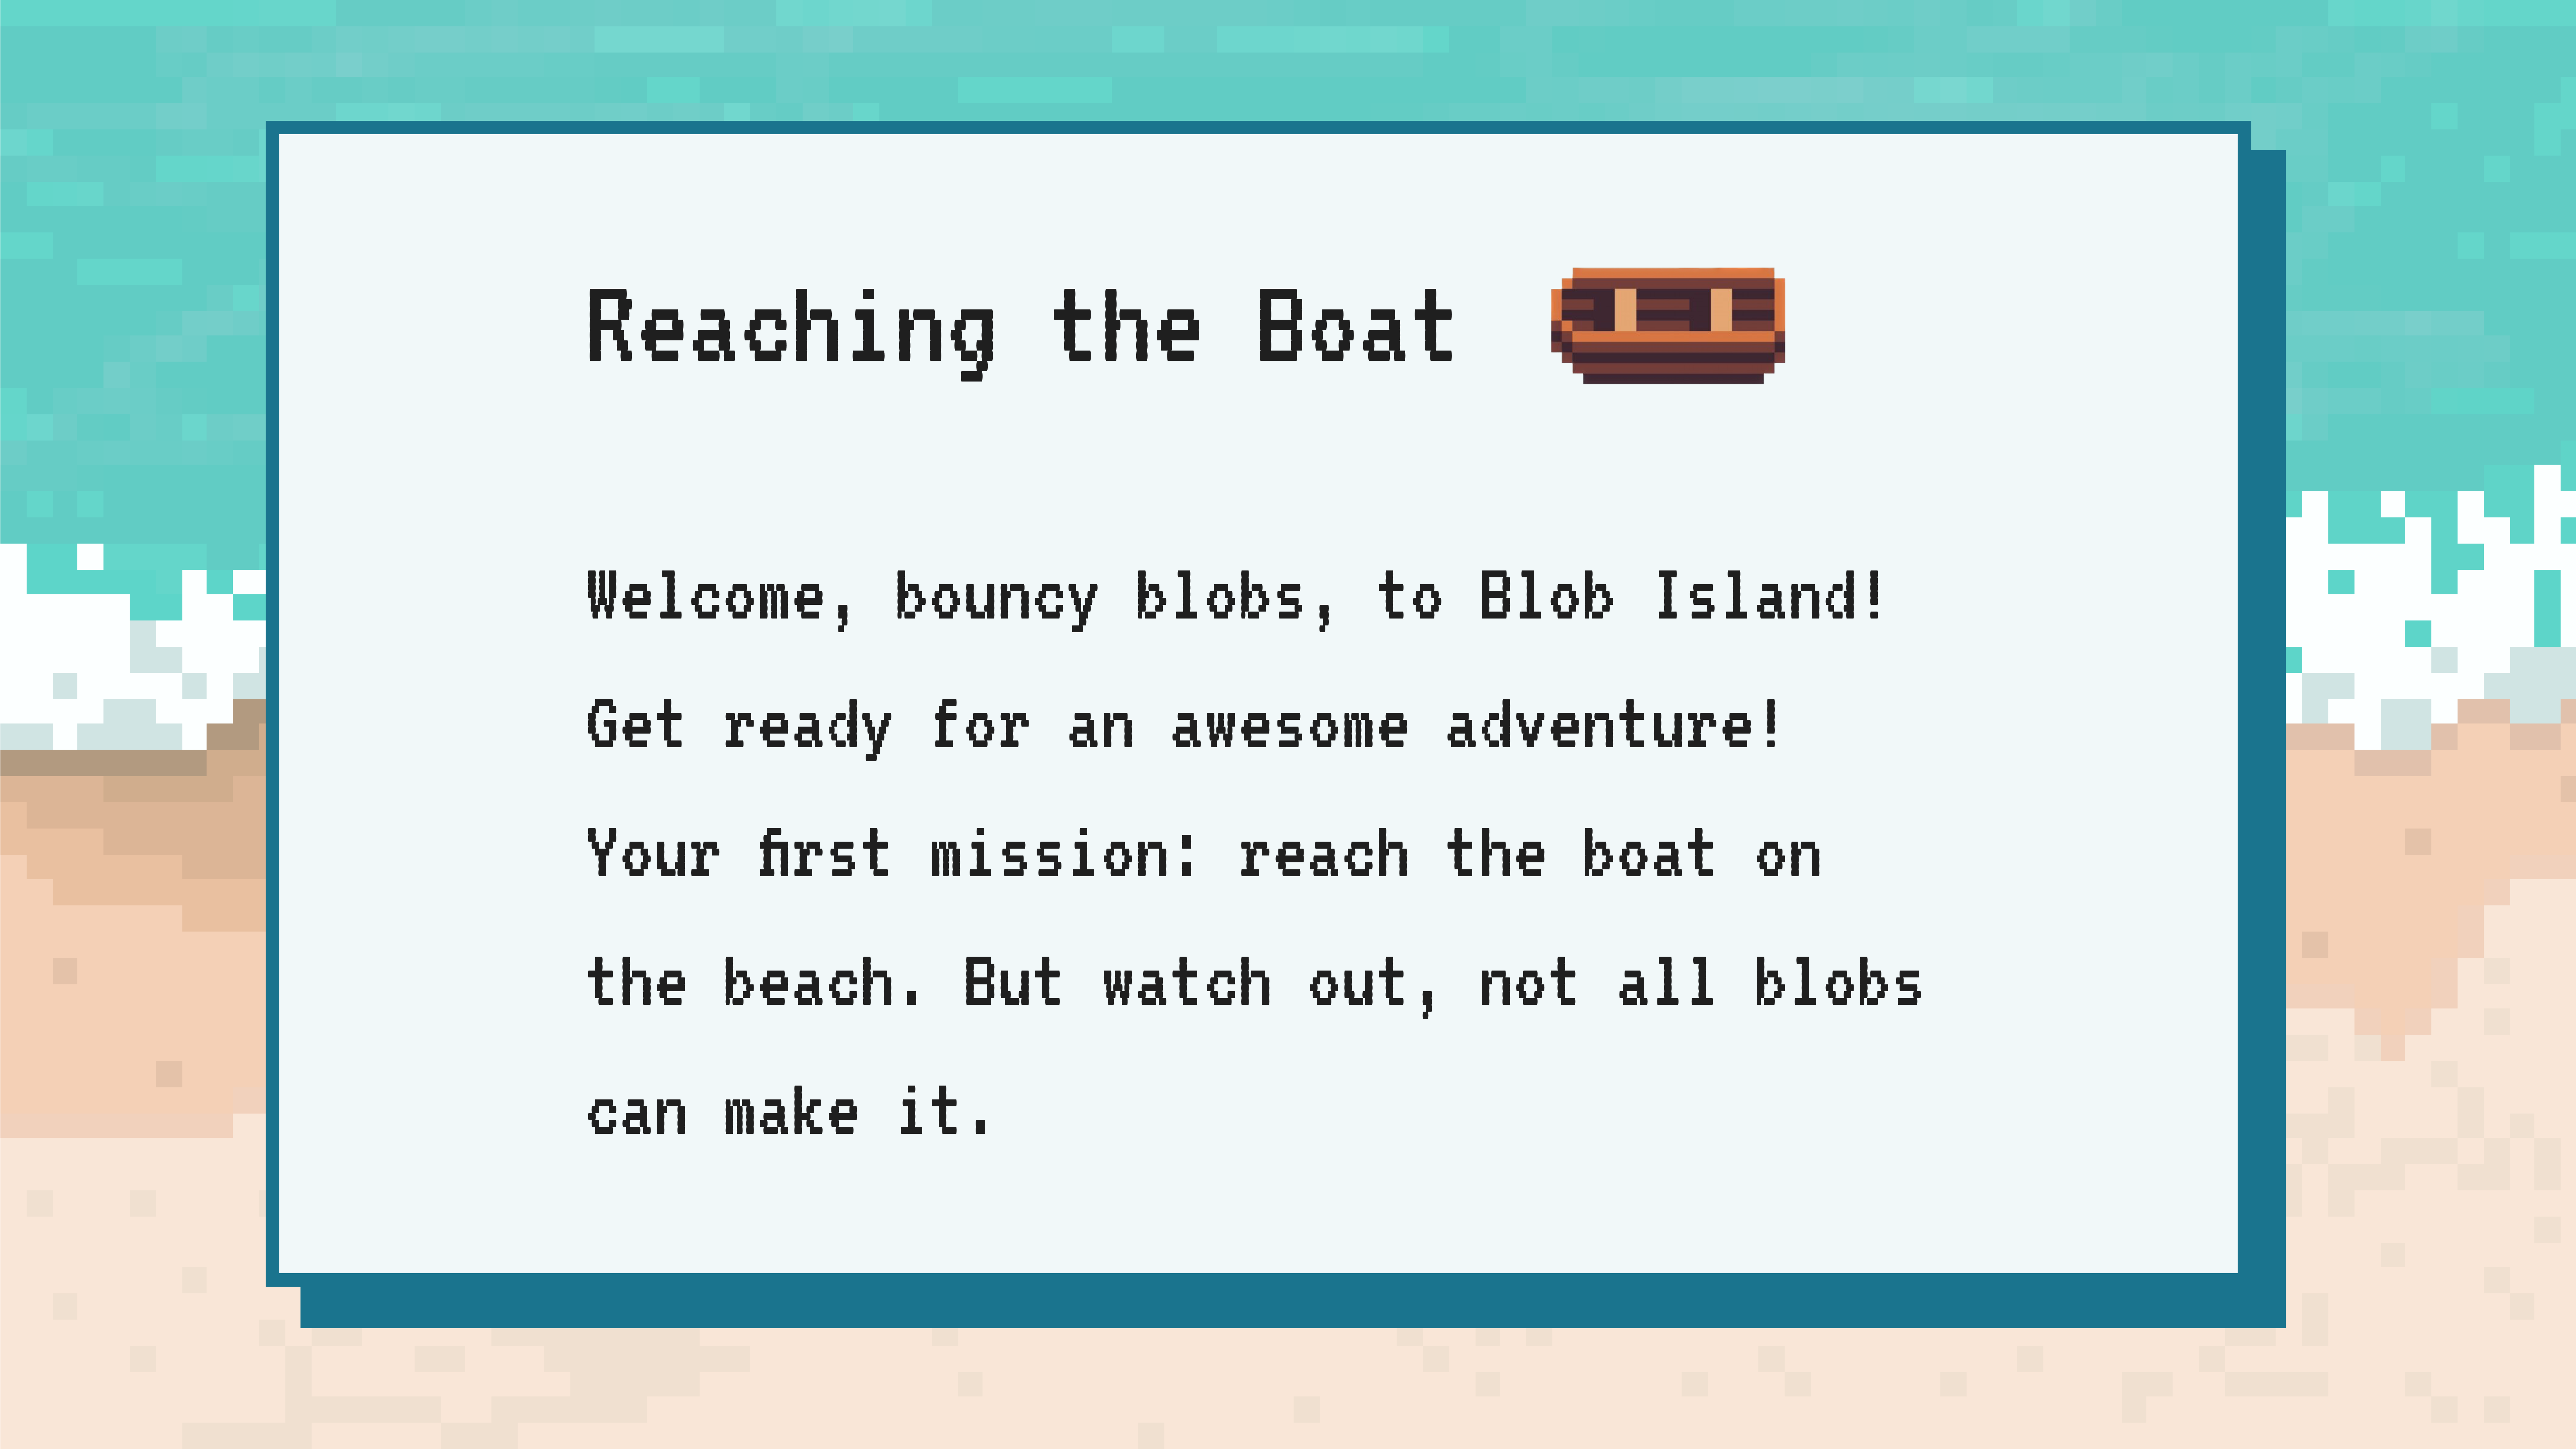 Reaching the Boat
Welcome, bouncy blobs, to Blob Island!
Get ready for an awesome adventure!
Your first mission: reach the boat on
the beach. But watch out, not all blobs
can make it.